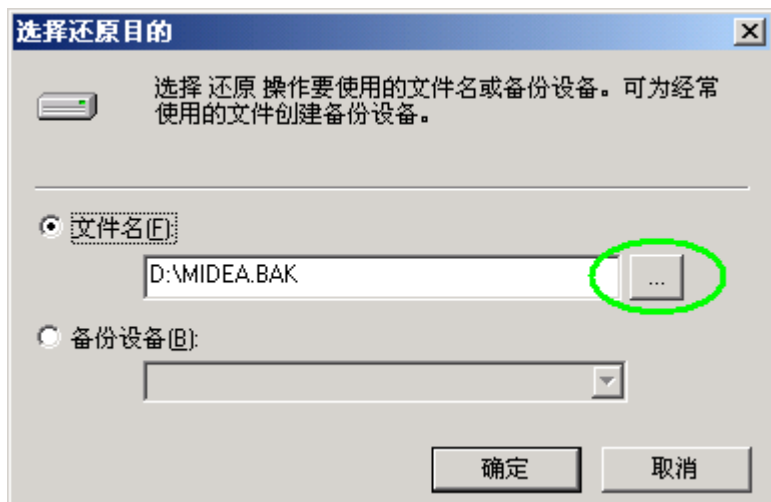 选择还原目的
选择 还原 操作要使用的文件名或备份设备。可为经常
使用的文件创建备份设备。
文件名(F):
D:\MIDEA.BAK
...
备份设备(B):
确定
取消